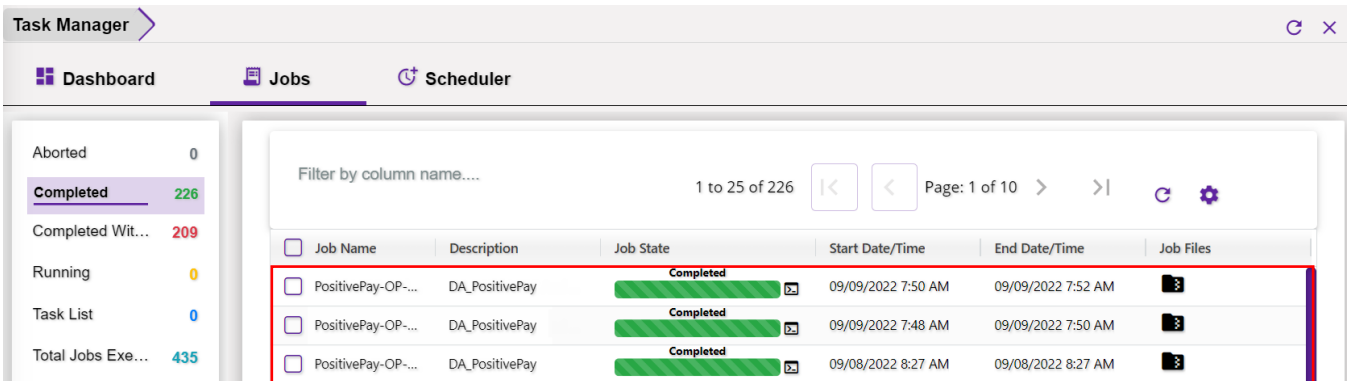 Task Manager
Dashboard Jobs Scheduler
Aborted 0
Completed 226
Completed Wit... 209
Running 0
Task List 0
Total Jobs Exe... 435
Filter by column name....
1 to 25 of 226 Page: 1 of 10
Job Name Description Job State Start Date/Time End Date/Time Job Files
PositivePay-OP-... DA_PositivePay Completed 09/09/2022 7:50 AM 09/09/2022 7:52 AM
PositivePay-OP-... DA_PositivePay Completed 09/09/2022 7:48 AM 09/09/2022 7:50 AM
PositivePay-OP-... DA_PositivePay Completed 09/08/2022 8:27 AM 09/08/2022 8:27 AM